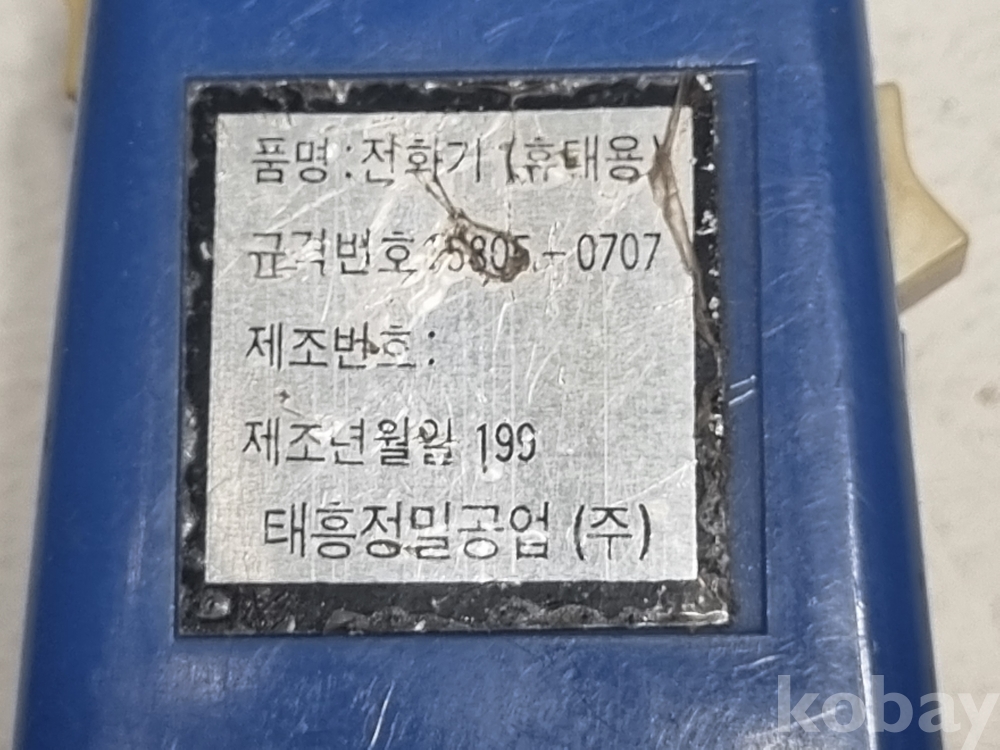 품명:전화기 (휴대용)
규격번호:5805-0707
제조번호:
제조년월일 199
태흥정밀공업 (주)
kobay